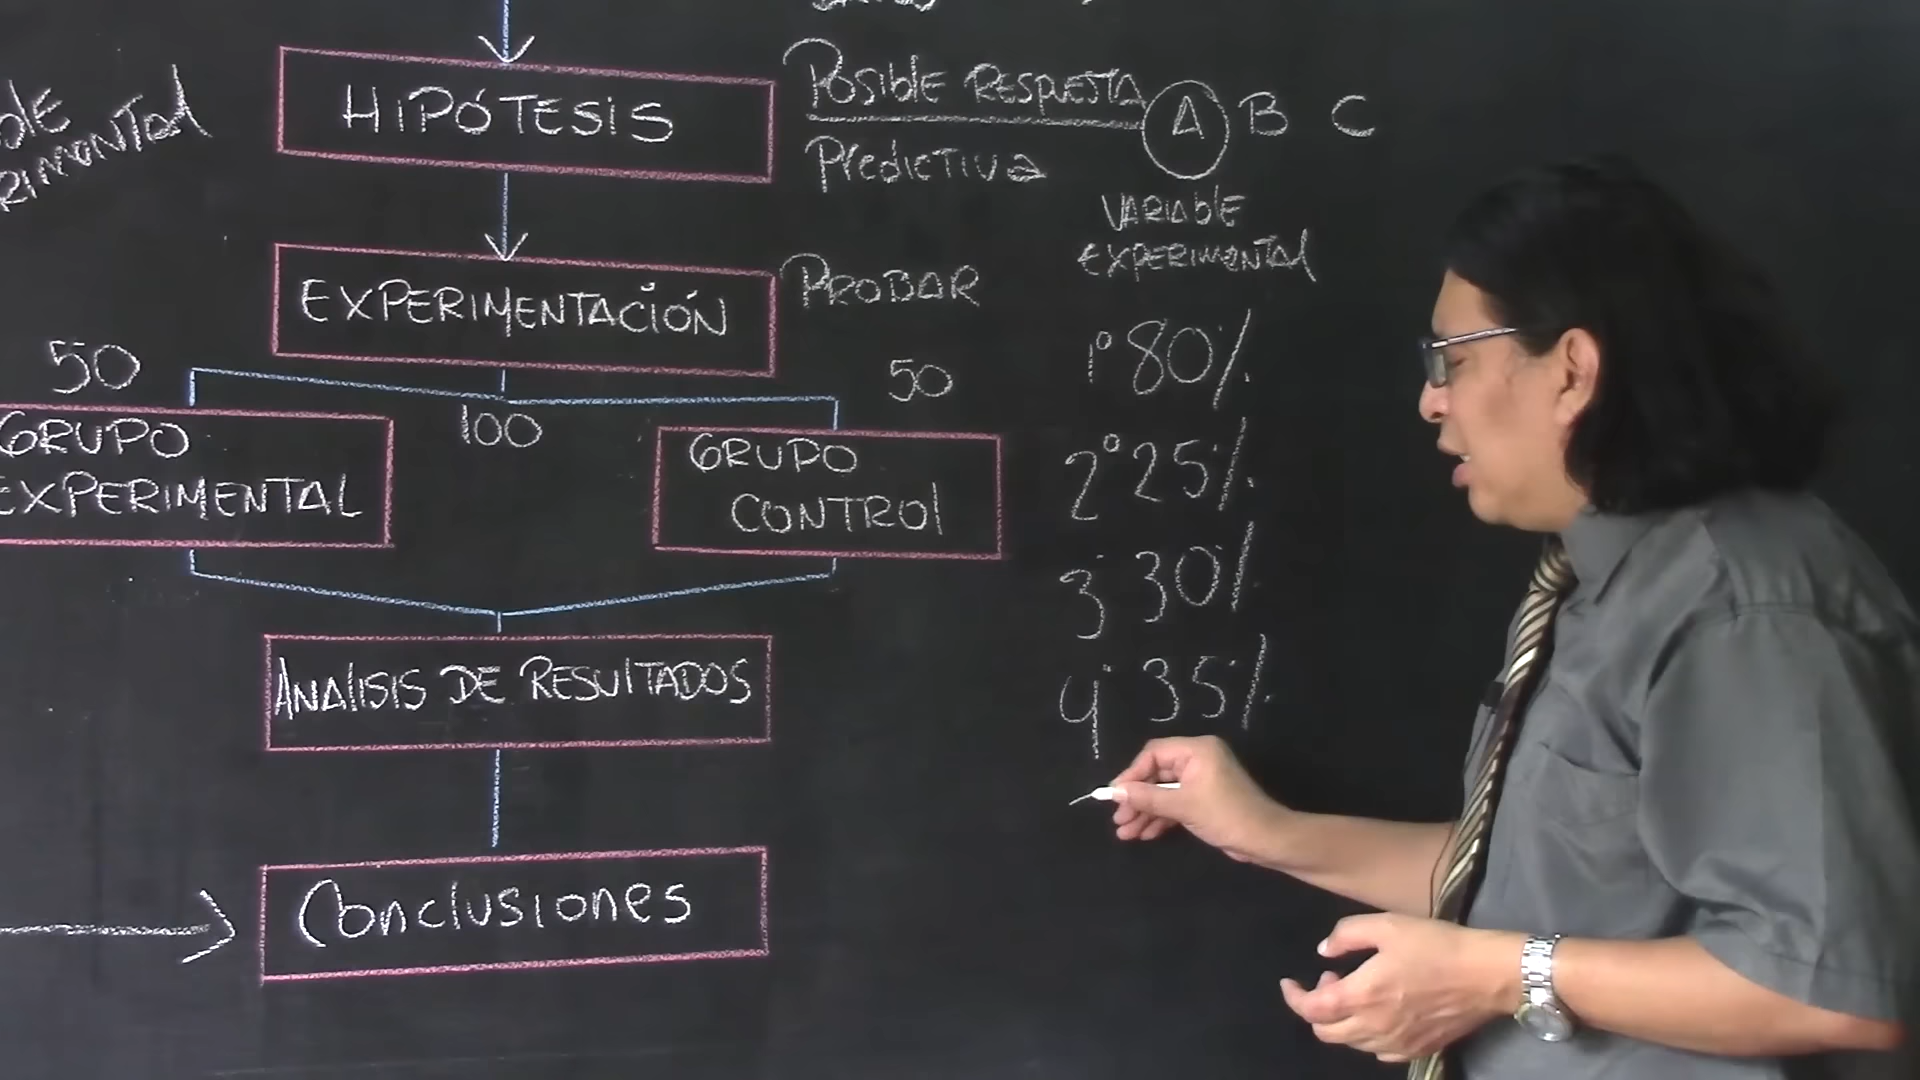 HIPÓTESIS
POSIBLE RESPUESTA
PREDICTIVA
A B C
VARIABLE
EXPERIMENTAL
EXPERIMENTACIÓN
PROBAR
50
100
50
GRUPO
EXPERIMENTAL
GRUPO
CONTROL
1° 80%
2° 25%
3° 30%
4° 35%
ANALISIS DE RESULTADOS
Conclusiones